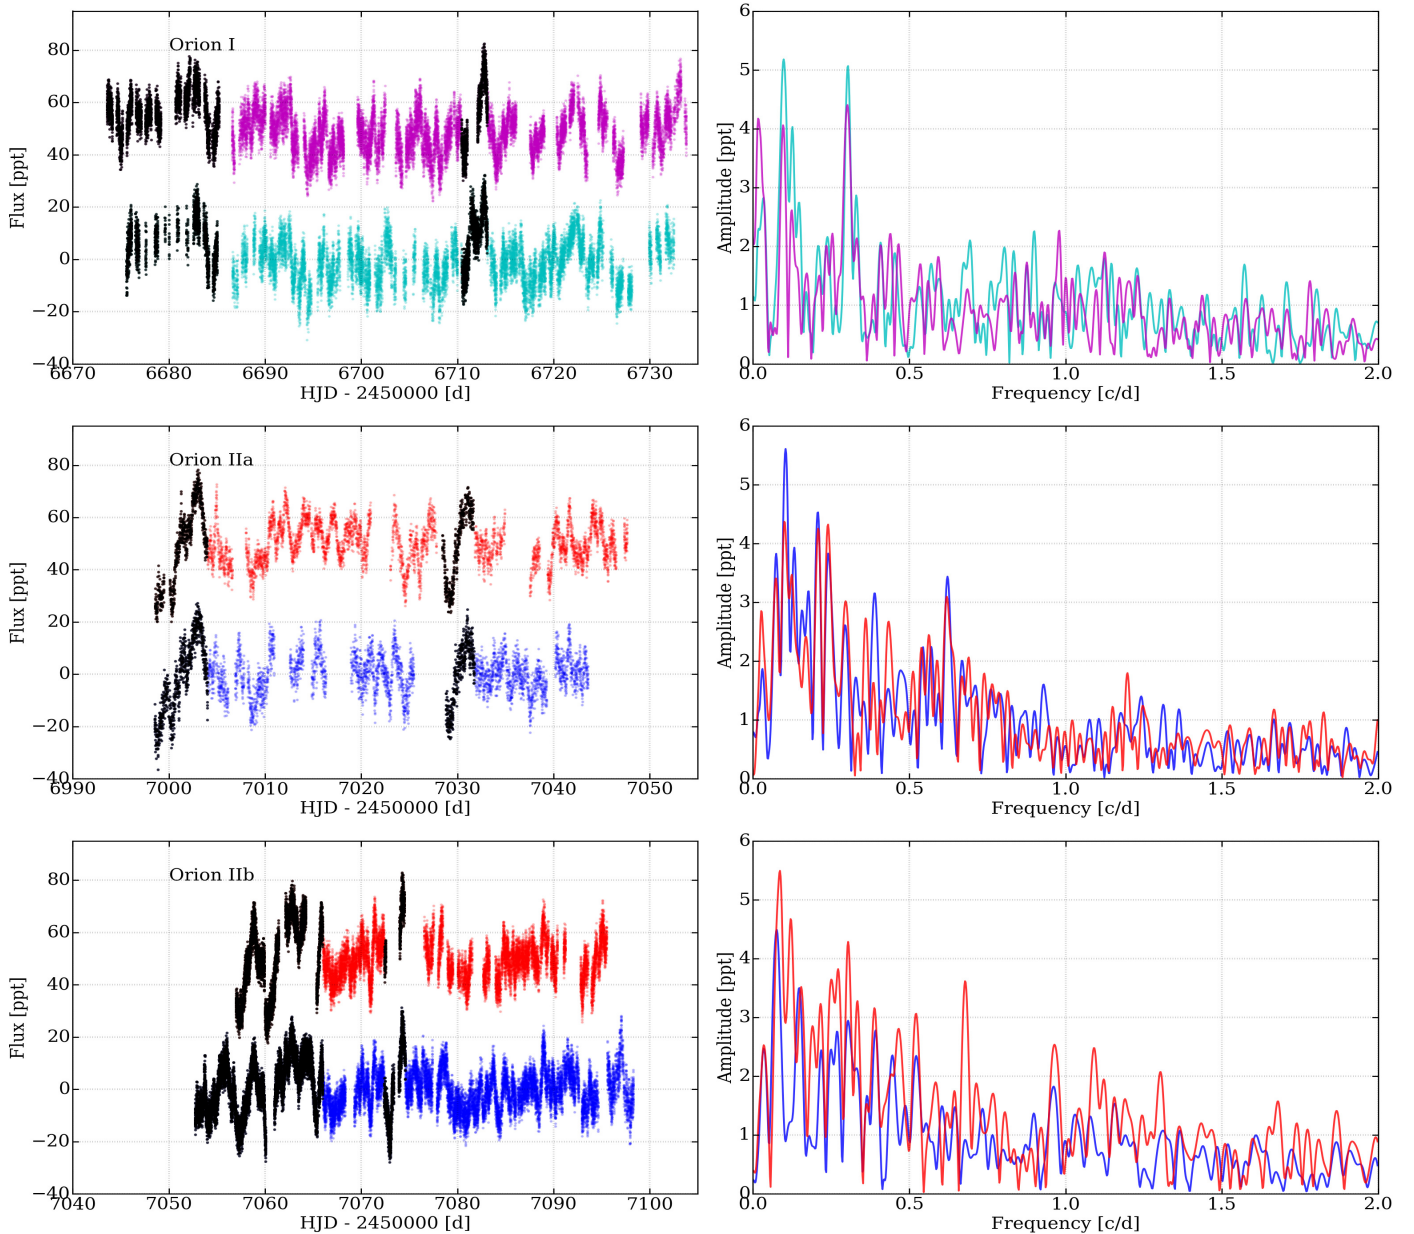 Orion I
Flux [ppt]
80
60
40
20
0
−20
−40
6670 6680 6690 6700 6710 6720 6730
HJD - 2450000 [d]
Amplitude [ppt]
6
5
4
3
2
1
0
0.0 0.5 1.0 1.5 2.0
Frequency [c/d]
Orion IIa
Flux [ppt]
80
60
40
20
0
−20
−40
6990 7000 7010 7020 7030 7040 7050
HJD - 2450000 [d]
Amplitude [ppt]
6
5
4
3
2
1
0
0.0 0.5 1.0 1.5 2.0
Frequency [c/d]
Orion IIb
Flux [ppt]
80
60
40
20
0
−20
−40
7040 7050 7060 7070 7080 7090 7100
HJD - 2450000 [d]
Amplitude [ppt]
6
5
4
3
2
1
0
0.0 0.5 1.0 1.5 2.0
Frequency [c/d]